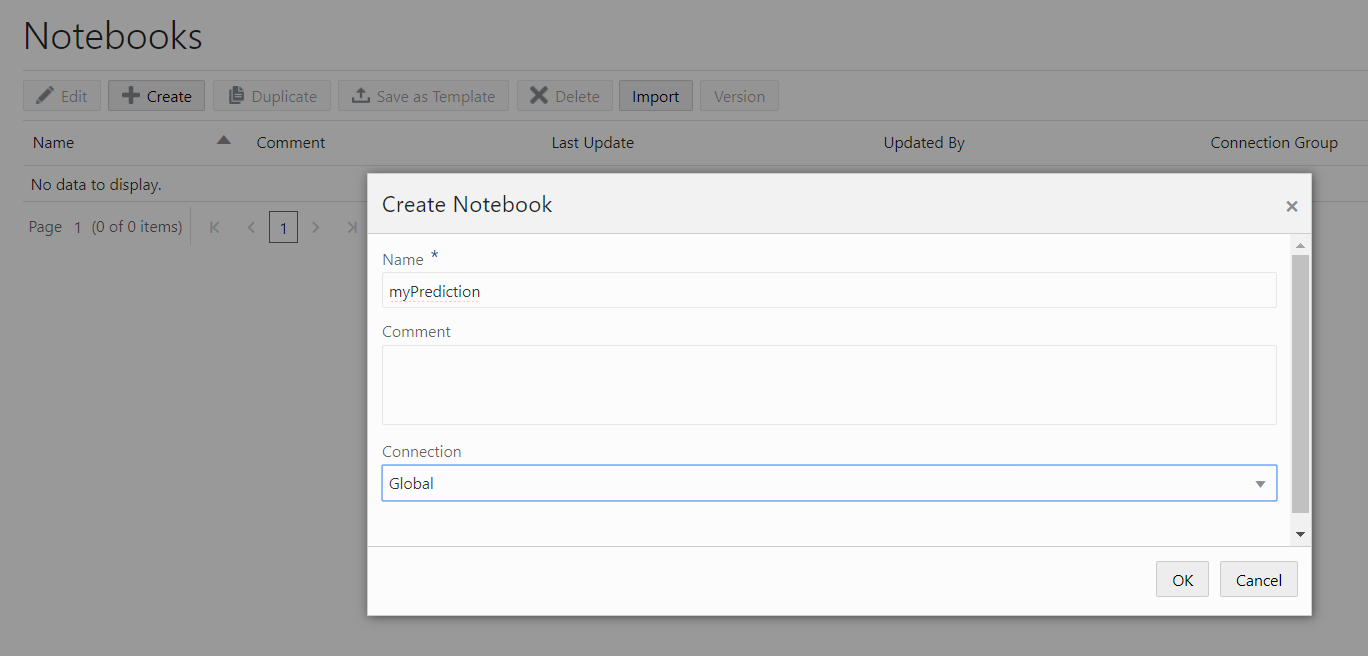 Notebooks
Edit Create Duplicate Save as Template Delete Import Version
Name Comment Last Update Updated By Connection Group
No data to display.
Page 1 (0 of 0 items) 1
Create Notebook
Name *
myPrediction
Comment
Connection
Global
OK Cancel